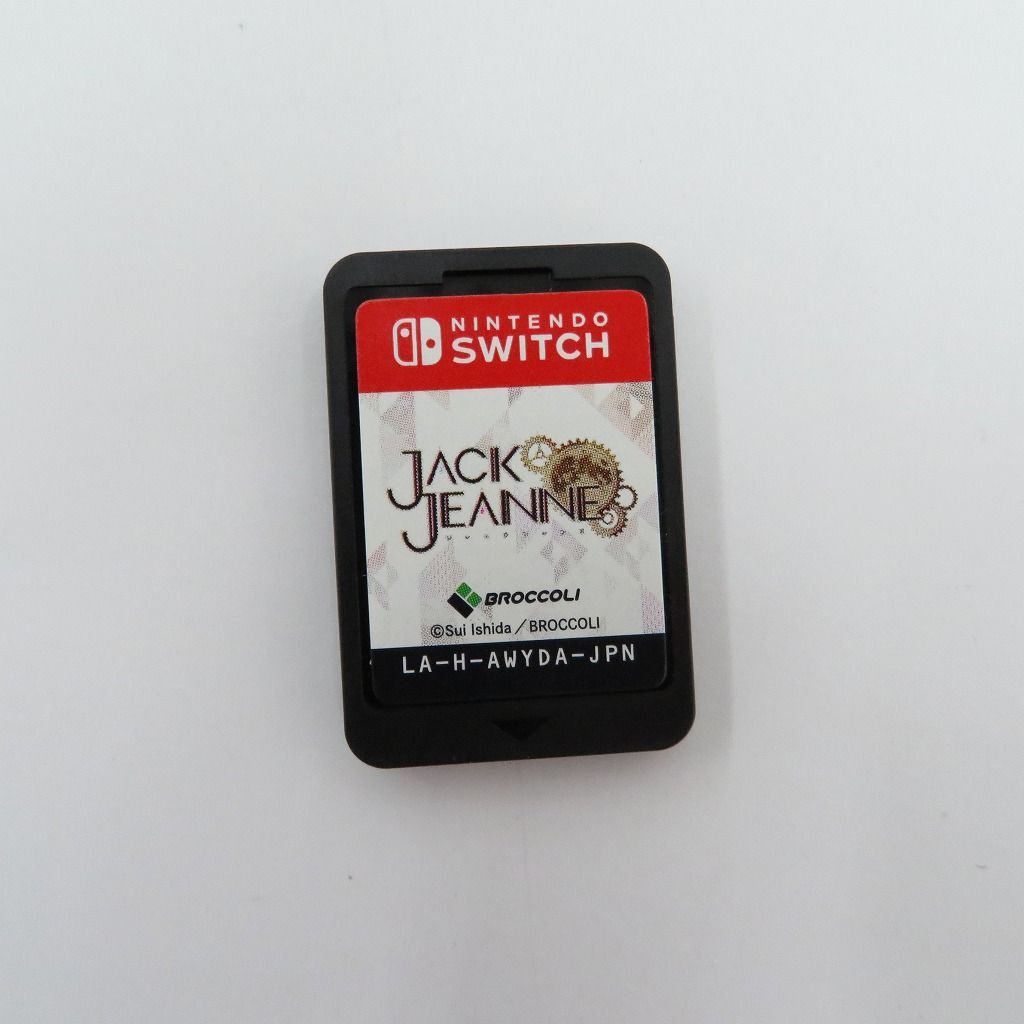 NINTENDO
SWITCH
JACK
JEANNE
BROCCOLI
©Sui Ishida／BROCCOLI
LA-H-AWYDA-JPN